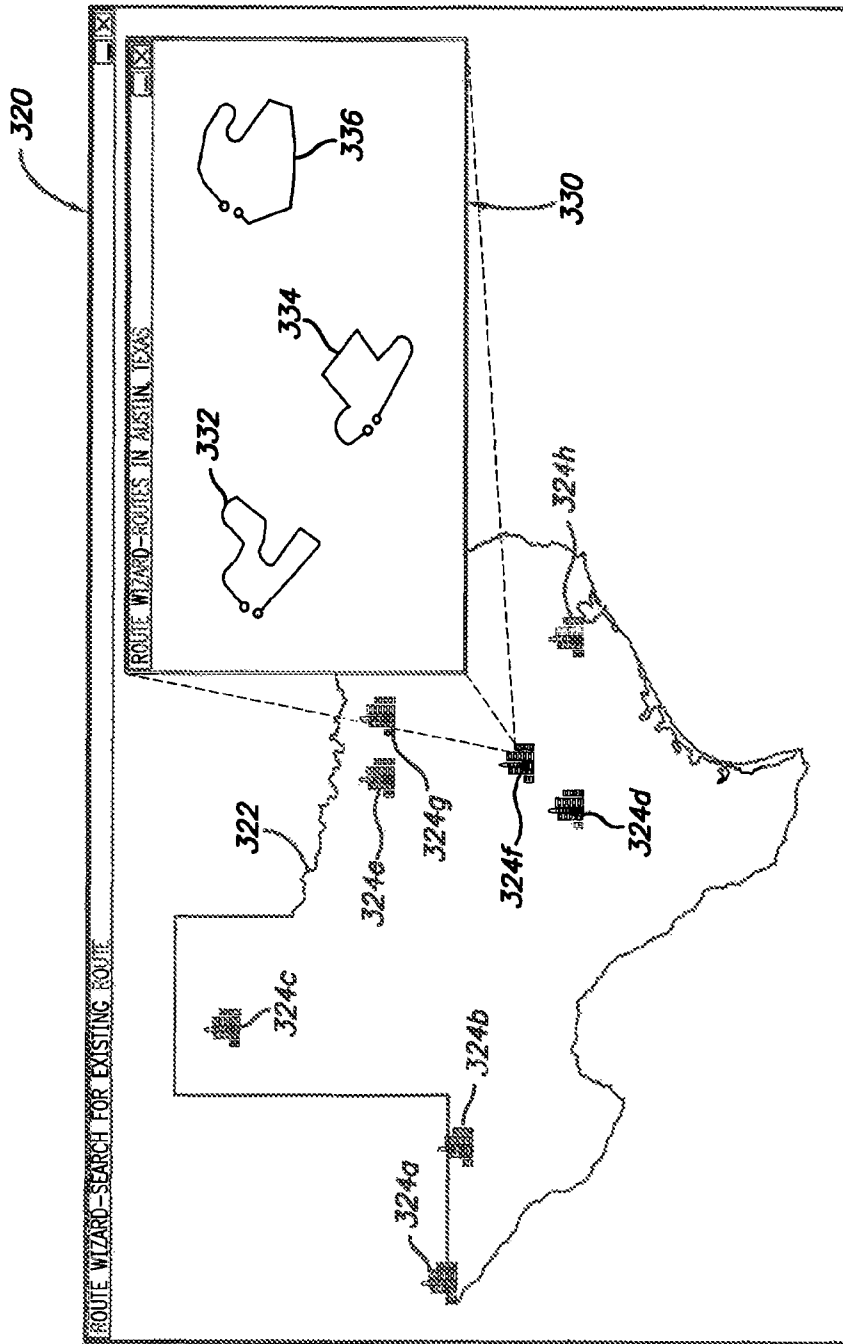 320
ROUTE WIZARD-SEARCH FOR EXISTING ROUTE
ROUTE WIZARD-ROUTES IN AUSTIN, TEXAS
332
334
336
330
322
324a
324b
324c
324e
324g
324f
324d
324h